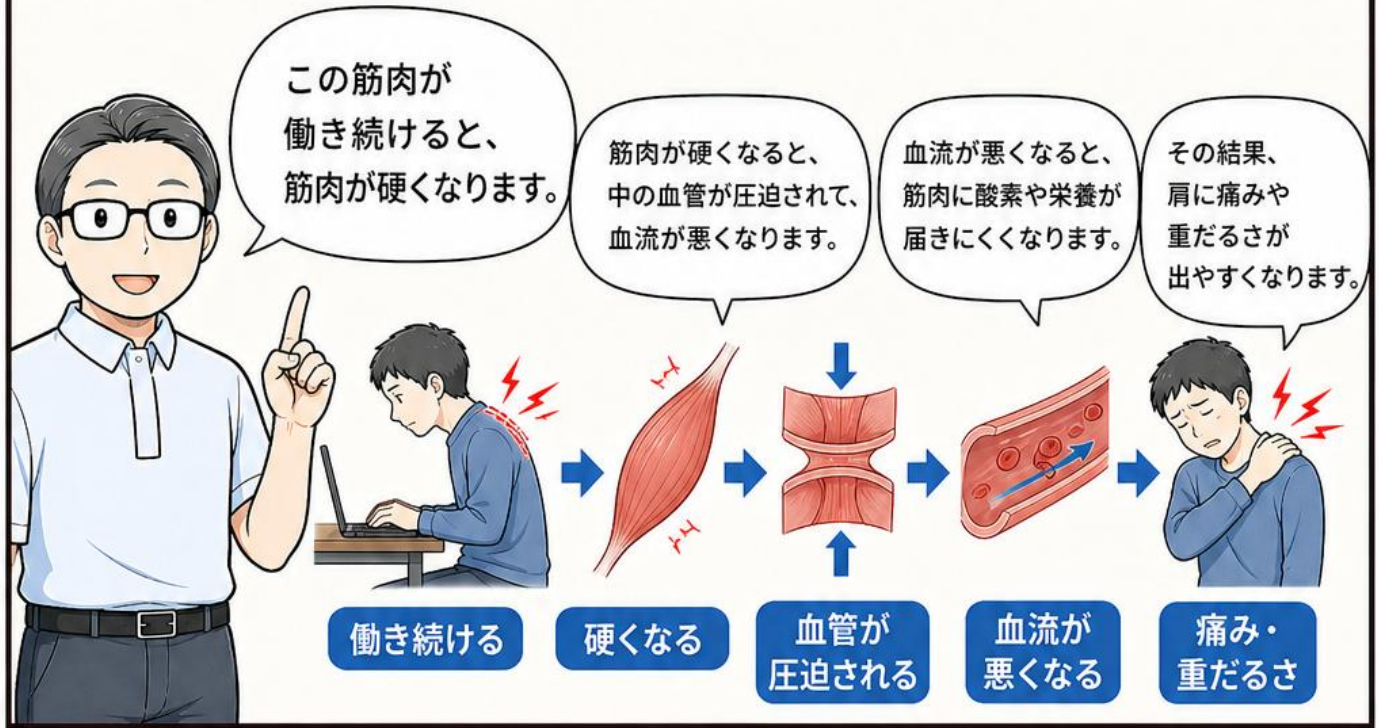 この筋肉が
働き続けると、
筋肉が硬くなります。
筋肉が硬くなると、
中の血管が圧迫されて、
血流が悪くなります。
血流が悪くなると、
筋肉に酸素や栄養が
届きにくくなります。
その結果、
肩に痛みや
重だるさが
出やすくなります。
働き続ける
硬くなる
血管が
圧迫される
血流が
悪くなる
痛み・
重だるさ